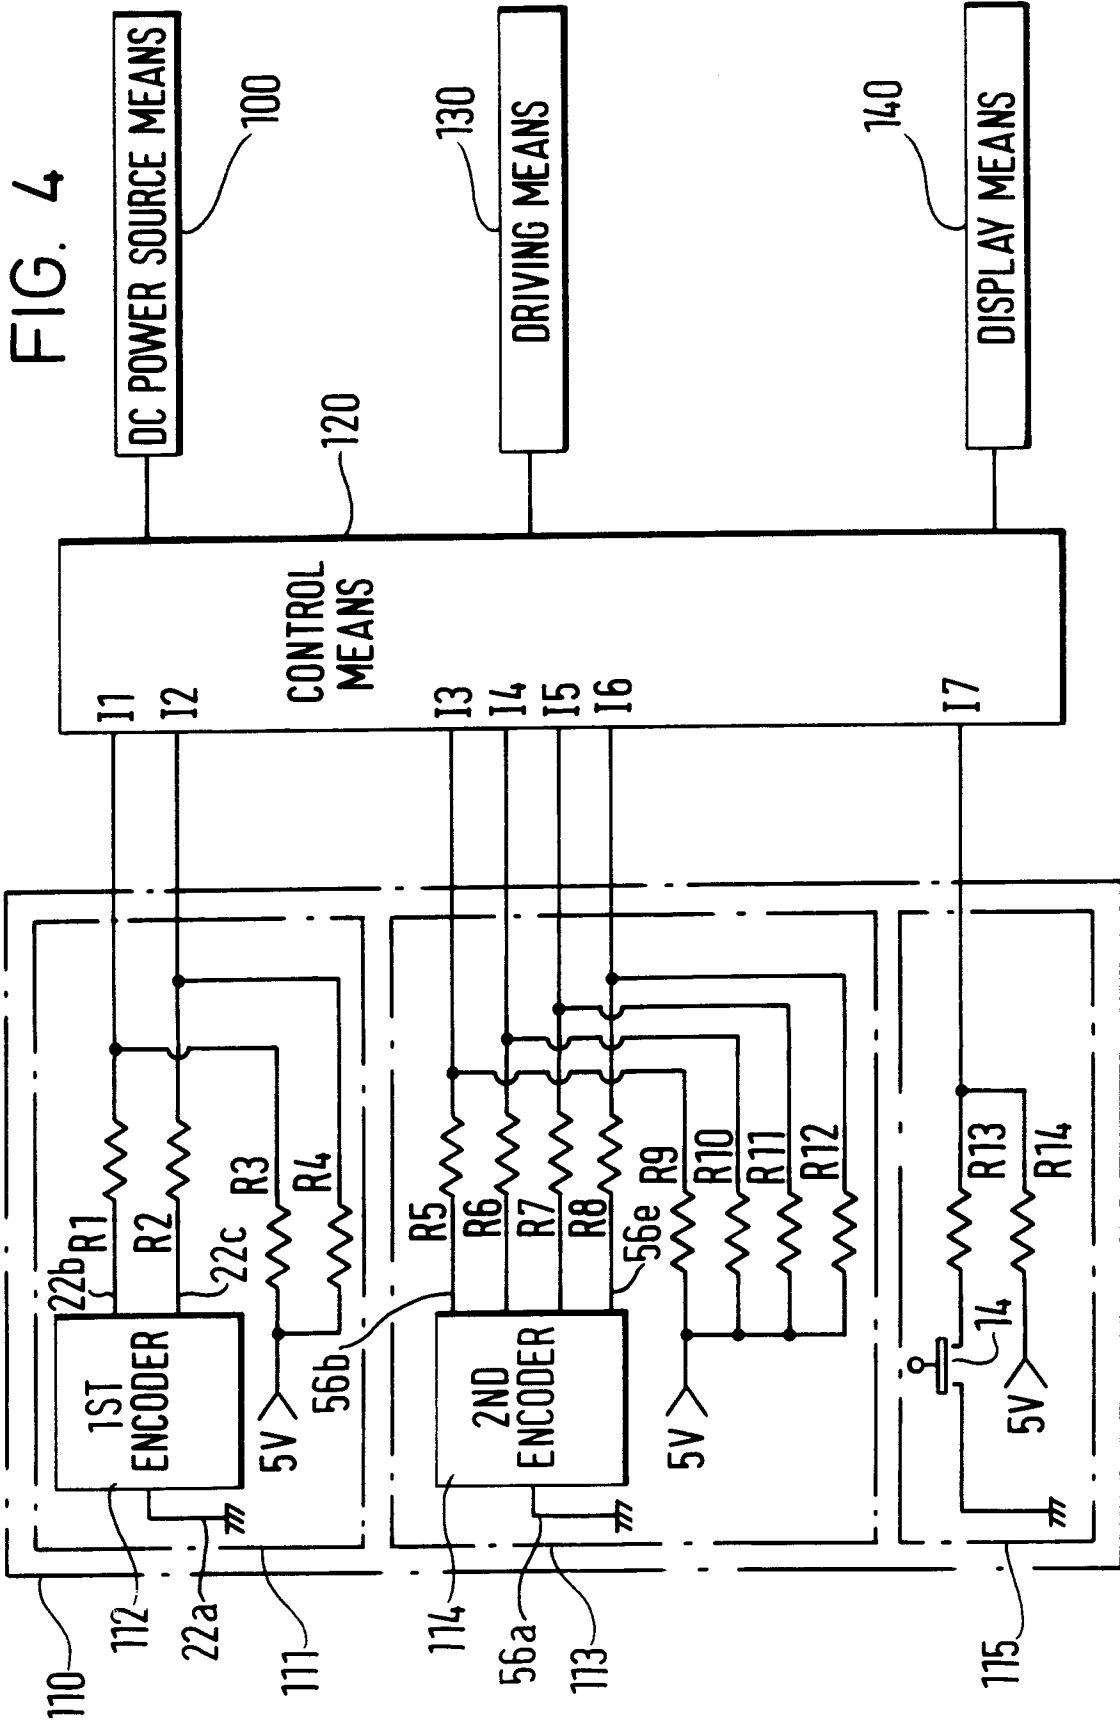 FIG. 4
110
111
112
22a
1ST
ENCODER
22b
R1
R2
22c
R3
R4
5V
I1
I2
CONTROL
MEANS
120
DC POWER SOURCE MEANS
100
113
114
56a
2ND
ENCODER
56b
R5
R6
R7
R8
56e
R9
R10
R11
R12
5V
I3
I4
I5
I6
DRIVING MEANS
130
115
14
R13
R14
5V
I7
DISPLAY MEANS
140